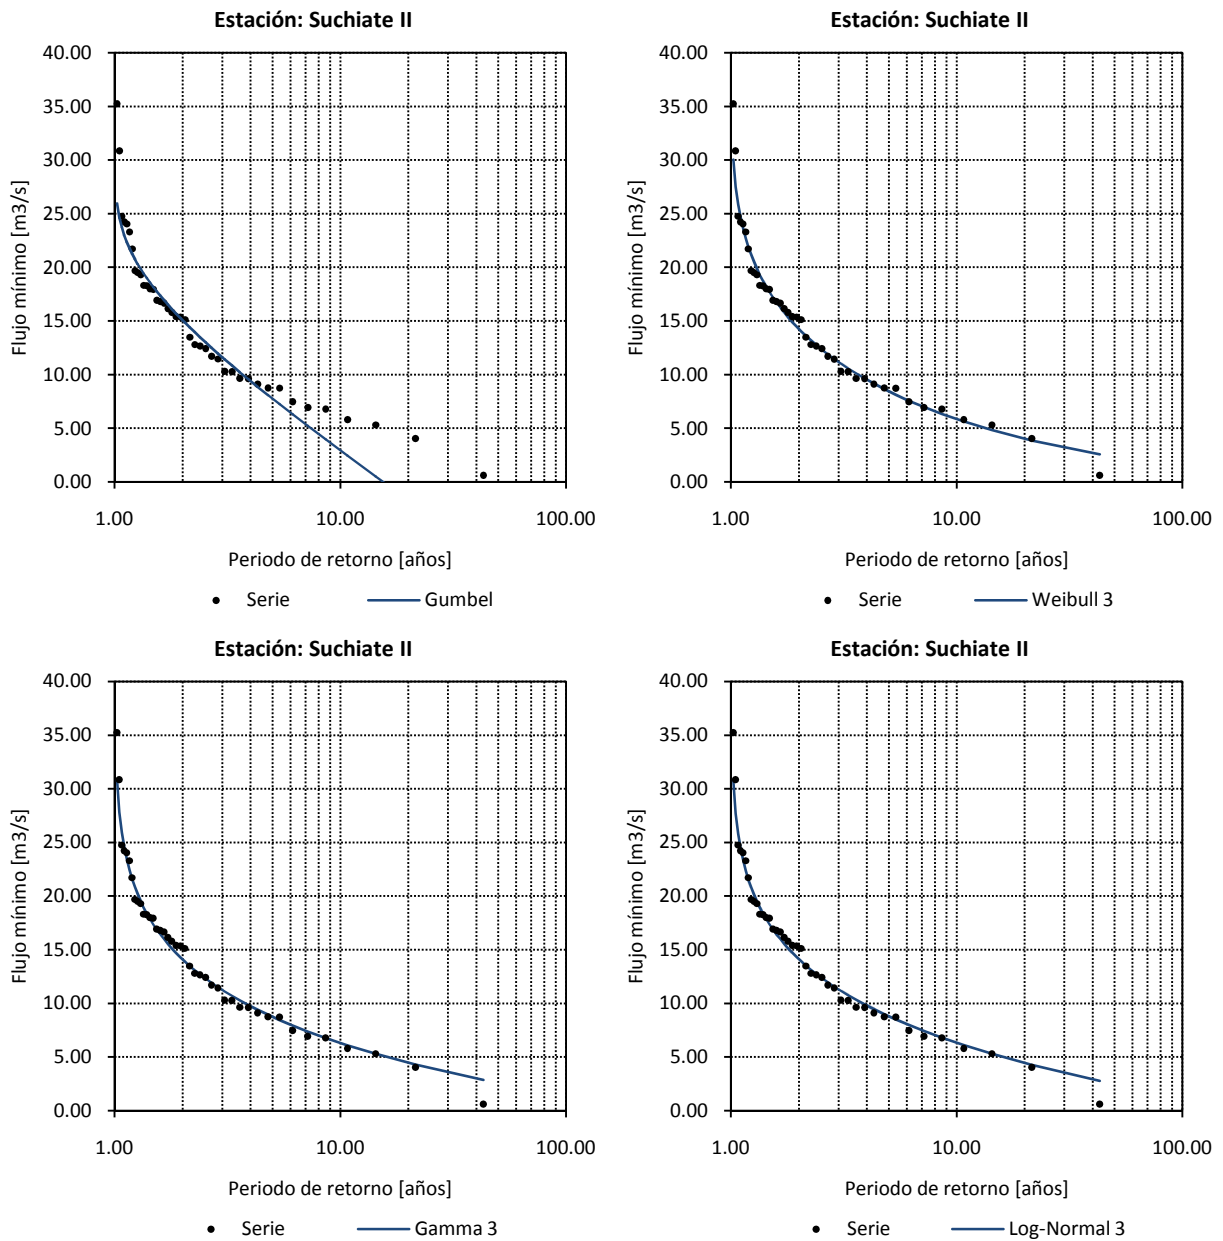 Estación: Suchiate II
40.00
35.00
30.00
25.00
20.00
15.00
10.00
5.00
0.00
Flujo mínimo [m3/s]
1.00 10.00 100.00
Periodo de retorno [años]
Serie Gumbel
Estación: Suchiate II
40.00
35.00
30.00
25.00
20.00
15.00
10.00
5.00
0.00
Flujo mínimo [m3/s]
1.00 10.00 100.00
Periodo de retorno [años]
Serie Weibull 3
Estación: Suchiate II
40.00
35.00
30.00
25.00
20.00
15.00
10.00
5.00
0.00
Flujo mínimo [m3/s]
1.00 10.00 100.00
Periodo de retorno [años]
Serie Gamma 3
Estación: Suchiate II
40.00
35.00
30.00
25.00
20.00
15.00
10.00
5.00
0.00
Flujo mínimo [m3/s]
1.00 10.00 100.00
Periodo de retorno [años]
Serie Log-Normal 3